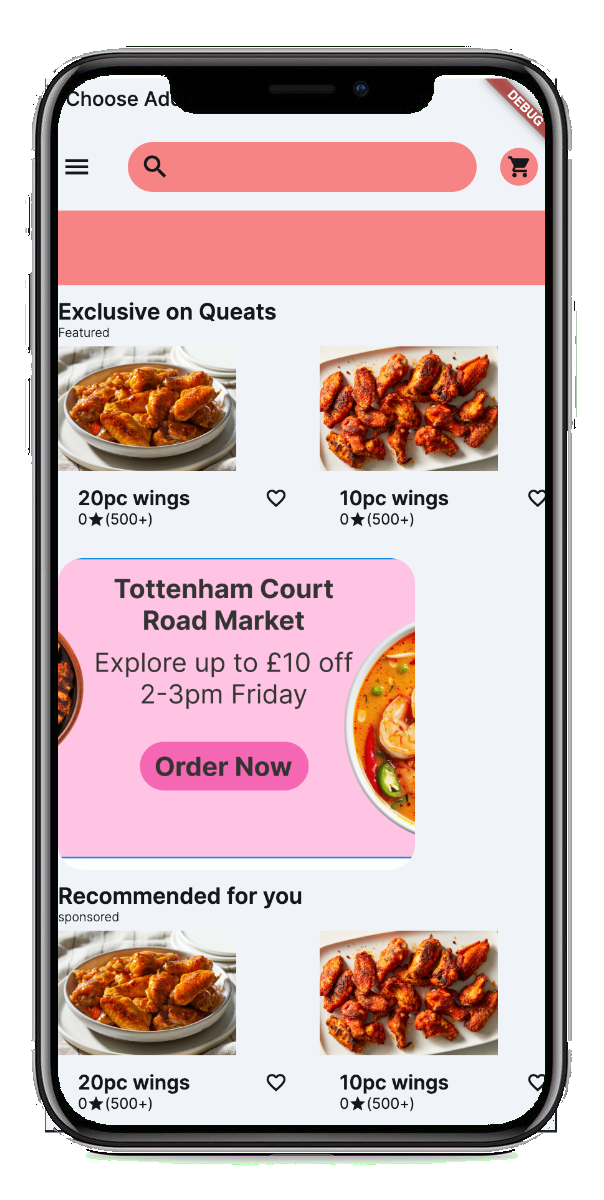 Choose
DEBUG
Exclusive on Queats
Featured
20pc wings
10pc wings
0★(500+)
0★(500+)
Tottenham Court
Road Market
Explore up to £10 off
2-3pm Friday
Order Now
Recommended for you
sponsored
20pc wings
10pc wings
0★(500+)
0★(500+)